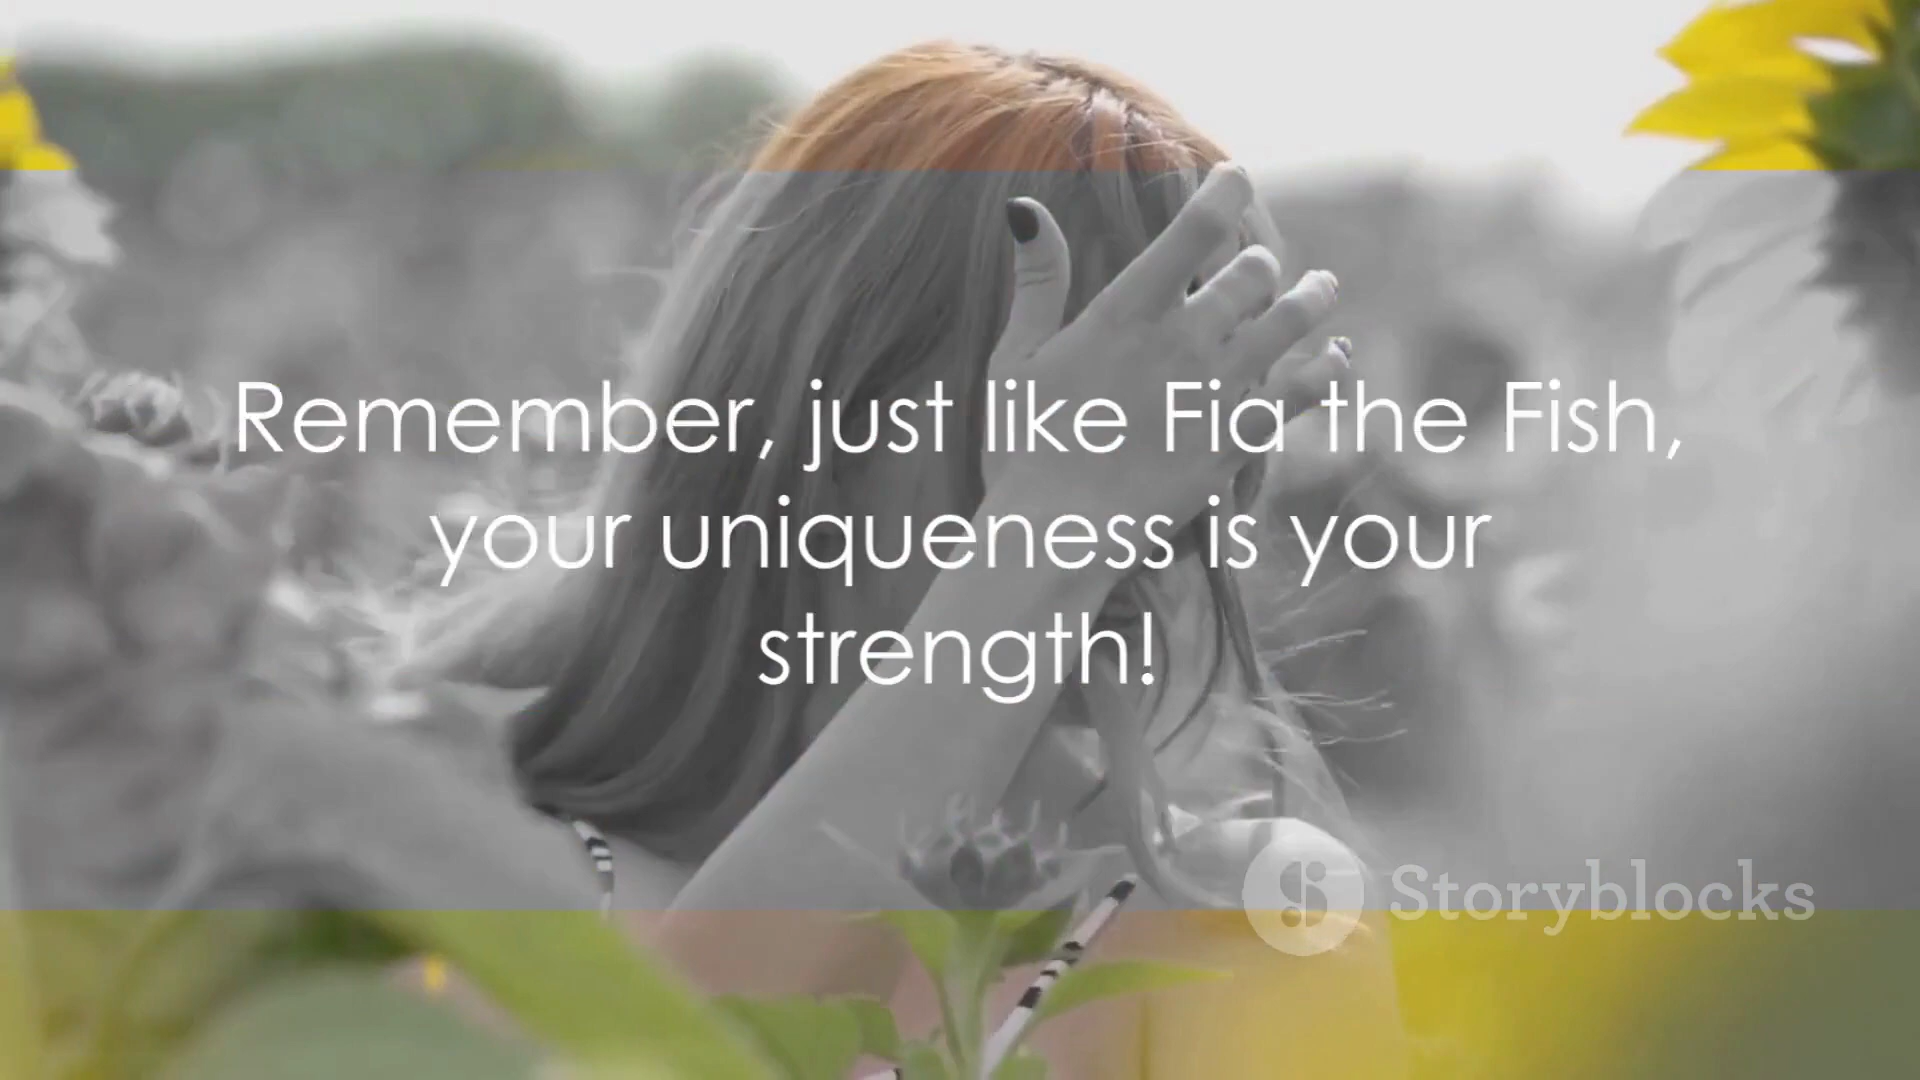 Remember, just like Fia the Fish,
your uniqueness is your
strength!
Storyblocks